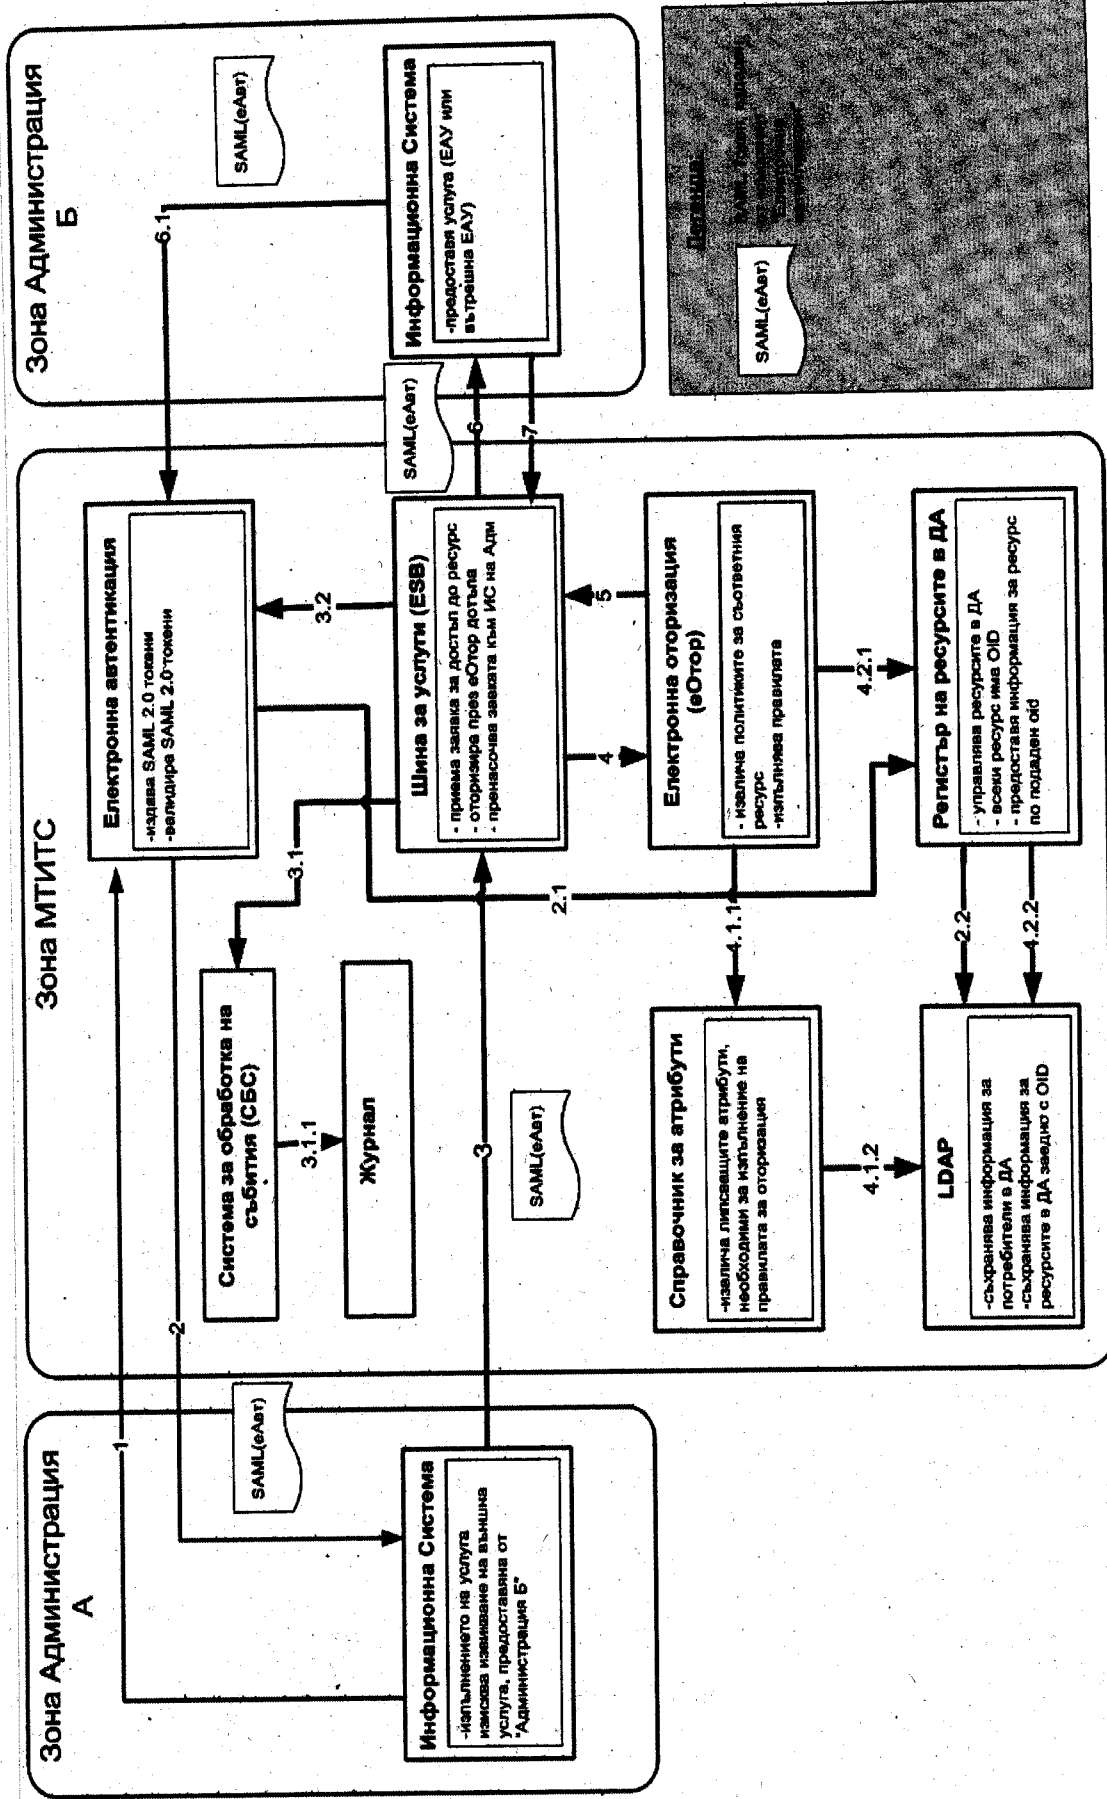 Зона Администрация
А
1
2
SAML(еАвт)
Информационна Система
-изпълнението на услуга
изисква извикване на външна
услуга, предоставяна от
"Администрация Б"
Зона МТИТС
Електронна автентикация
-издава SAML 2.0 токени
-валидира SAML 2.0 токени
Система за обработка на
събития (СБС)
3.1.1
Журнал
3.1
3.2
3
SAML(еАвт)
Шина за услуги (ESB)
- приема заявка за достъп до ресурс
- оторизира през еОтор дотъпа
- пренасочва заявката към ИС на Адм
2.1
4
5
Електронна оторизация
(еОтор)
- извлича политиките за съответния
ресурс
-изпълнява правилата
4.1.1
4.2.1
Справочник за атрибути
-извлича липсващите атрибути,
необходими за изпълнение на
правилата за оторизация
4.1.2
Регистър на ресурсите в ДА
- управлява ресурсите в ДА
- всеки ресурс има OID
- предоставя информация за ресурс
по подаден oid
2.2
4.2.2
LDAP
-съхранява информация за
потребители в ДА
-съхранява информация за
ресурсите в ДА заедно с OID
Зона Администрация
Б
6.1
SAML(еАвт)
SAML(еАвт)
6
7
Информационна Система
-предоставя услуга (ЕАУ или
вътрешна ЕАУ)
Легенда:
SAML(еАвт)